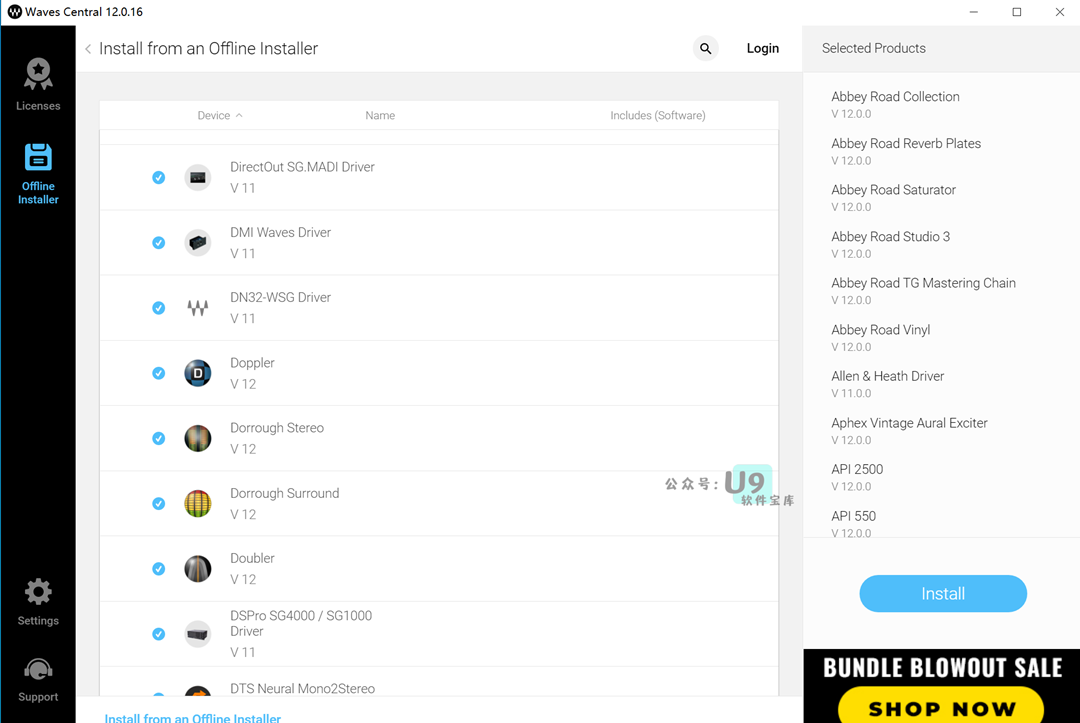 Waves Central 12.0.16
Licenses
Offline
Installer
Settings
Support
Install from an Offline Installer
Login
Device
Name
Includes (Software)
DirectOut SG.MADI Driver
V 11
DMI Waves Driver
V 11
DN32-WSG Driver
V 11
Doppler
V 12
D
Dorrough Stereo
V 12
Dorrough Surround
V 12
Doubler
V 12
DSPro SG4000 / SG1000
Driver
V 11
DTS Neural Mono2Stereo
Install from an Offline Installer
公众号:U9
软件宝库
Selected Products
Abbey Road Collection
V 12.0.0
Abbey Road Reverb Plates
V 12.0.0
Abbey Road Saturator
V 12.0.0
Abbey Road Studio 3
V 12.0.0
Abbey Road TG Mastering Chain
V 12.0.0
Abbey Road Vinyl
V 12.0.0
Allen & Heath Driver
V 11.0.0
Aphex Vintage Aural Exciter
V 12.0.0
API 2500
V 12.0.0
API 550
V 12.0.0
Install
BUNDLE BLOWOUT SALE
SHOP NOW